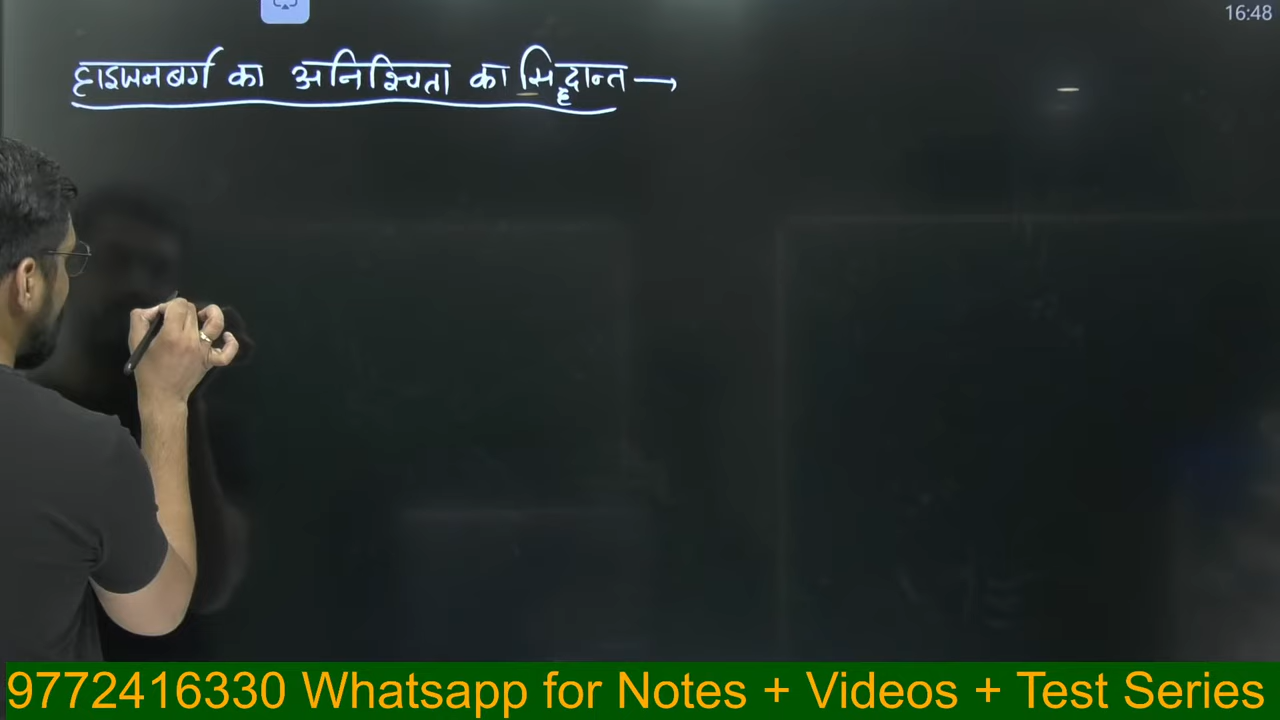 16:48
हाइजनबर्ग का अनिश्चिता का सिद्धान्त →
9772416330 Whatsapp for Notes + Videos + Test Series